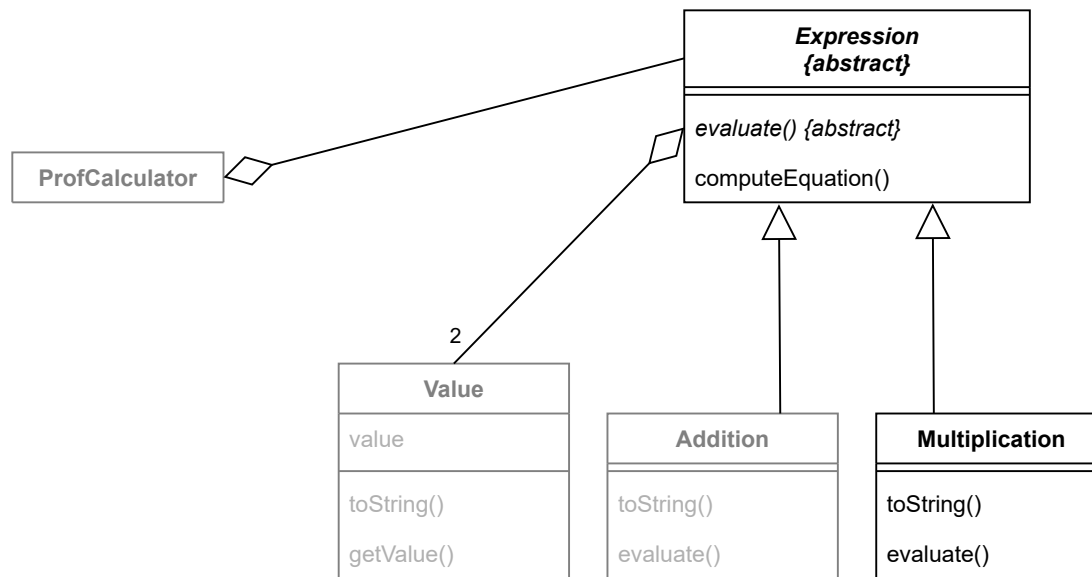 Expression
{abstract}
evaluate() {abstract}
computeEquation()
ProfCalculator
2
Value
value
toString()
getValue()
Addition
toString()
evaluate()
Multiplication
toString()
evaluate()